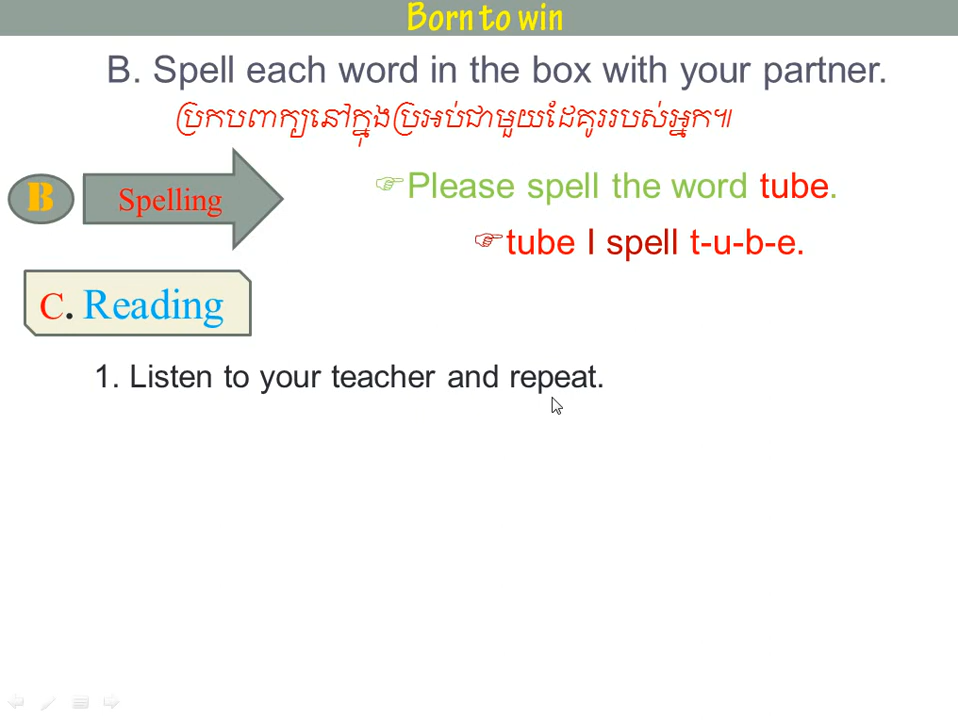 Born to win
B. Spell each word in the box with your partner.
ប្រកបពាក្យនៅក្នុងប្រអប់ជាមួយដៃគូររបស់អ្នក៕
B Spelling
☞Please spell the word tube.
☞tube I spell t-u-b-e.
C. Reading
1. Listen to your teacher and repeat.